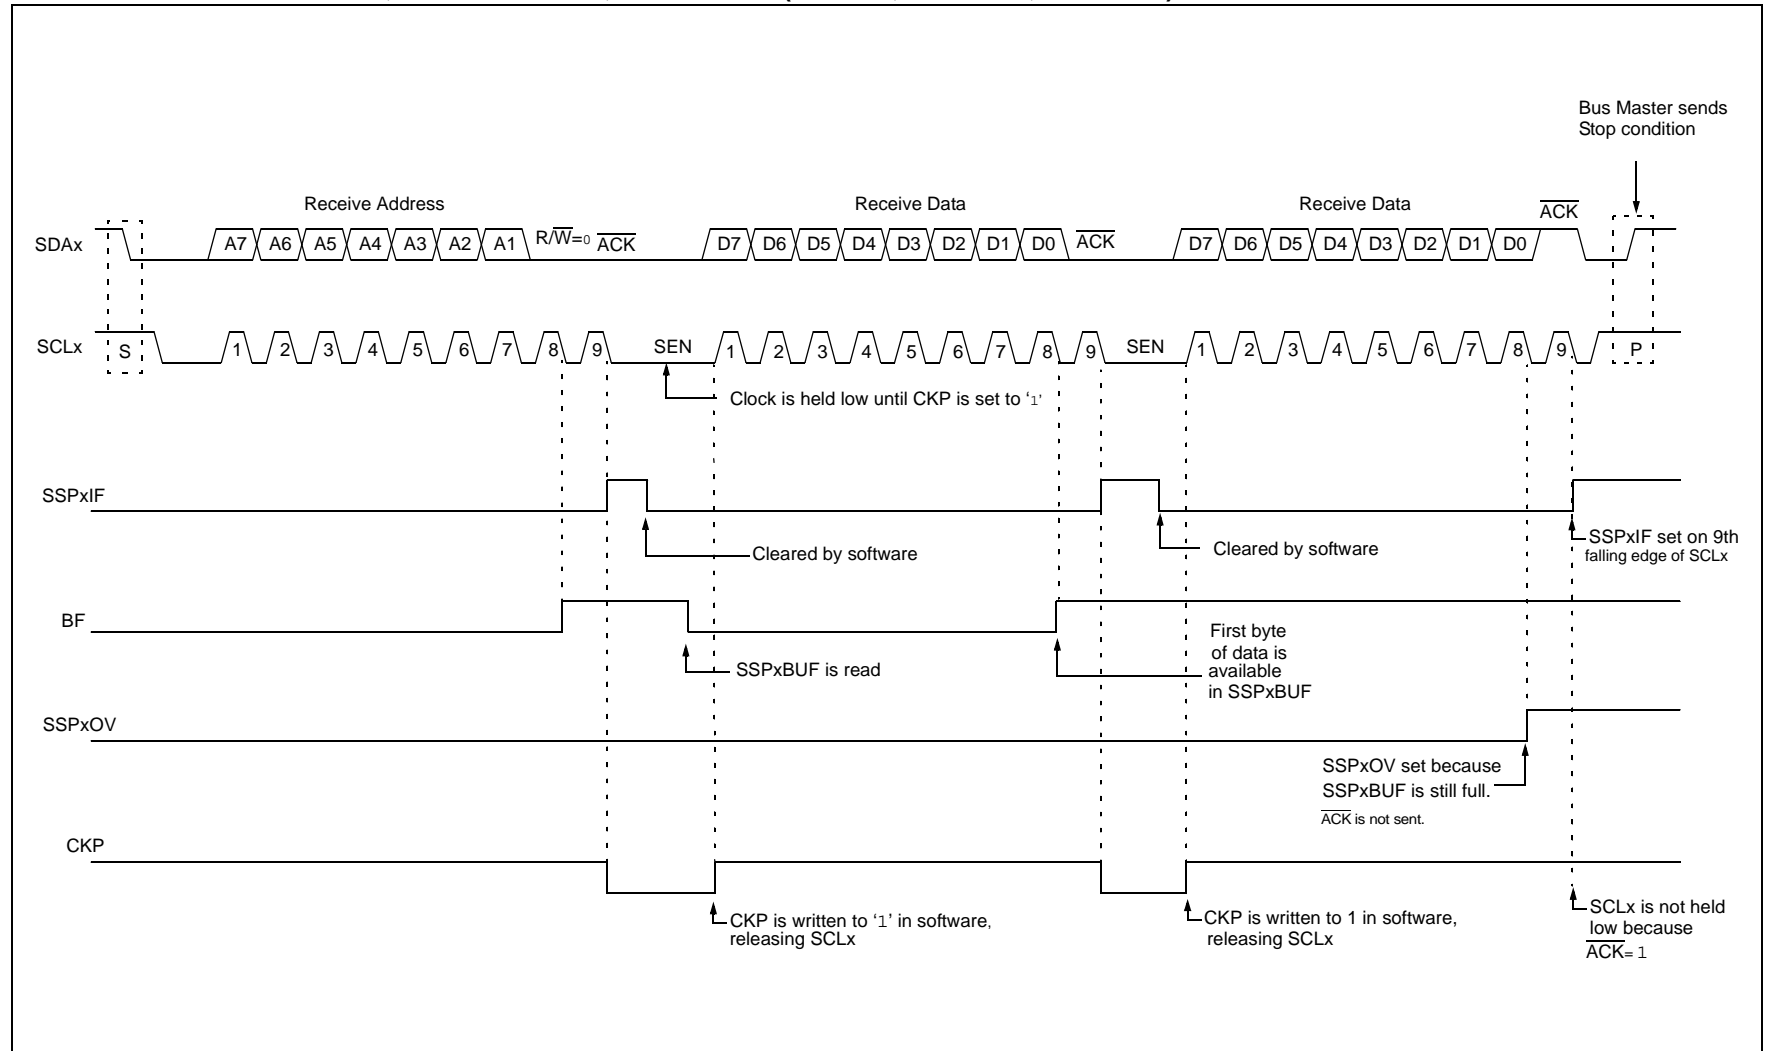 Bus Master sends
Stop condition
Receive Address
Receive Data
Receive Data
ACK
SDAx
A7 A6 A5 A4 A3 A2 A1 R/W=0 ACK
D7 D6 D5 D4 D3 D2 D1 D0 ACK
D7 D6 D5 D4 D3 D2 D1 D0
SCLx
S 1 2 3 4 5 6 7 8 9 SEN 1 2 3 4 5 6 7 8 9 SEN 1 2 3 4 5 6 7 8 9 P
Clock is held low until CKP is set to ‘1’
SSPxIF
Cleared by software
Cleared by software
SSPxIF set on 9th
falling edge of SCLx
BF
SSPxBUF is read
First byte
of data is
available
in SSPxBUF
SSPxOV
SSPxOV set because
SSPxBUF is still full.
ACK is not sent.
CKP
CKP is written to ‘1’ in software,
releasing SCLx
CKP is written to 1 in software,
releasing SCLx
SCLx is not held
low because
ACK= 1